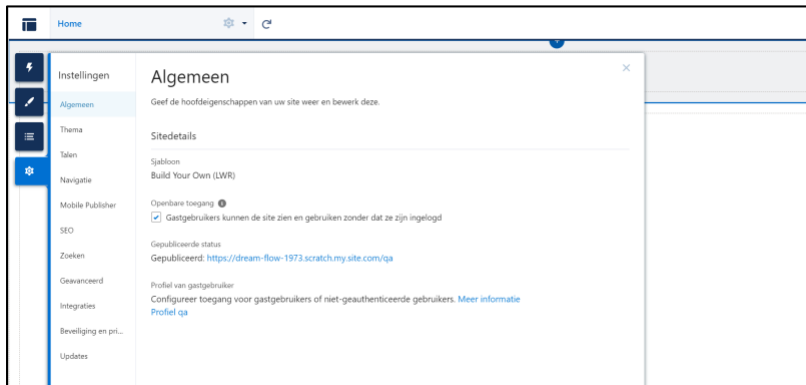 Home
Instellingen
Algemeen
Thema
Talen
Navigatie
Mobile Publisher
SEO
Zoeken
Geavanceerd
Integraties
Beveiliging en pri...
Updates
Algemeen
Geef de hoofdeigenschappen van uw site weer en bewerk deze.
Sitedetails
Sjabloon
Build Your Own (LWR)
Openbare toegang
Gastgebruikers kunnen de site zien en gebruiken zonder dat ze zijn ingelogd
Gepubliceerde status
Gepubliceerd: https://dream-flow-1973.scratch.my.site.com/qa
Profiel van gastgebruiker
Configureer toegang voor gastgebruikers of niet-geauthenticeerde gebruikers. Meer informatie
Profiel qa